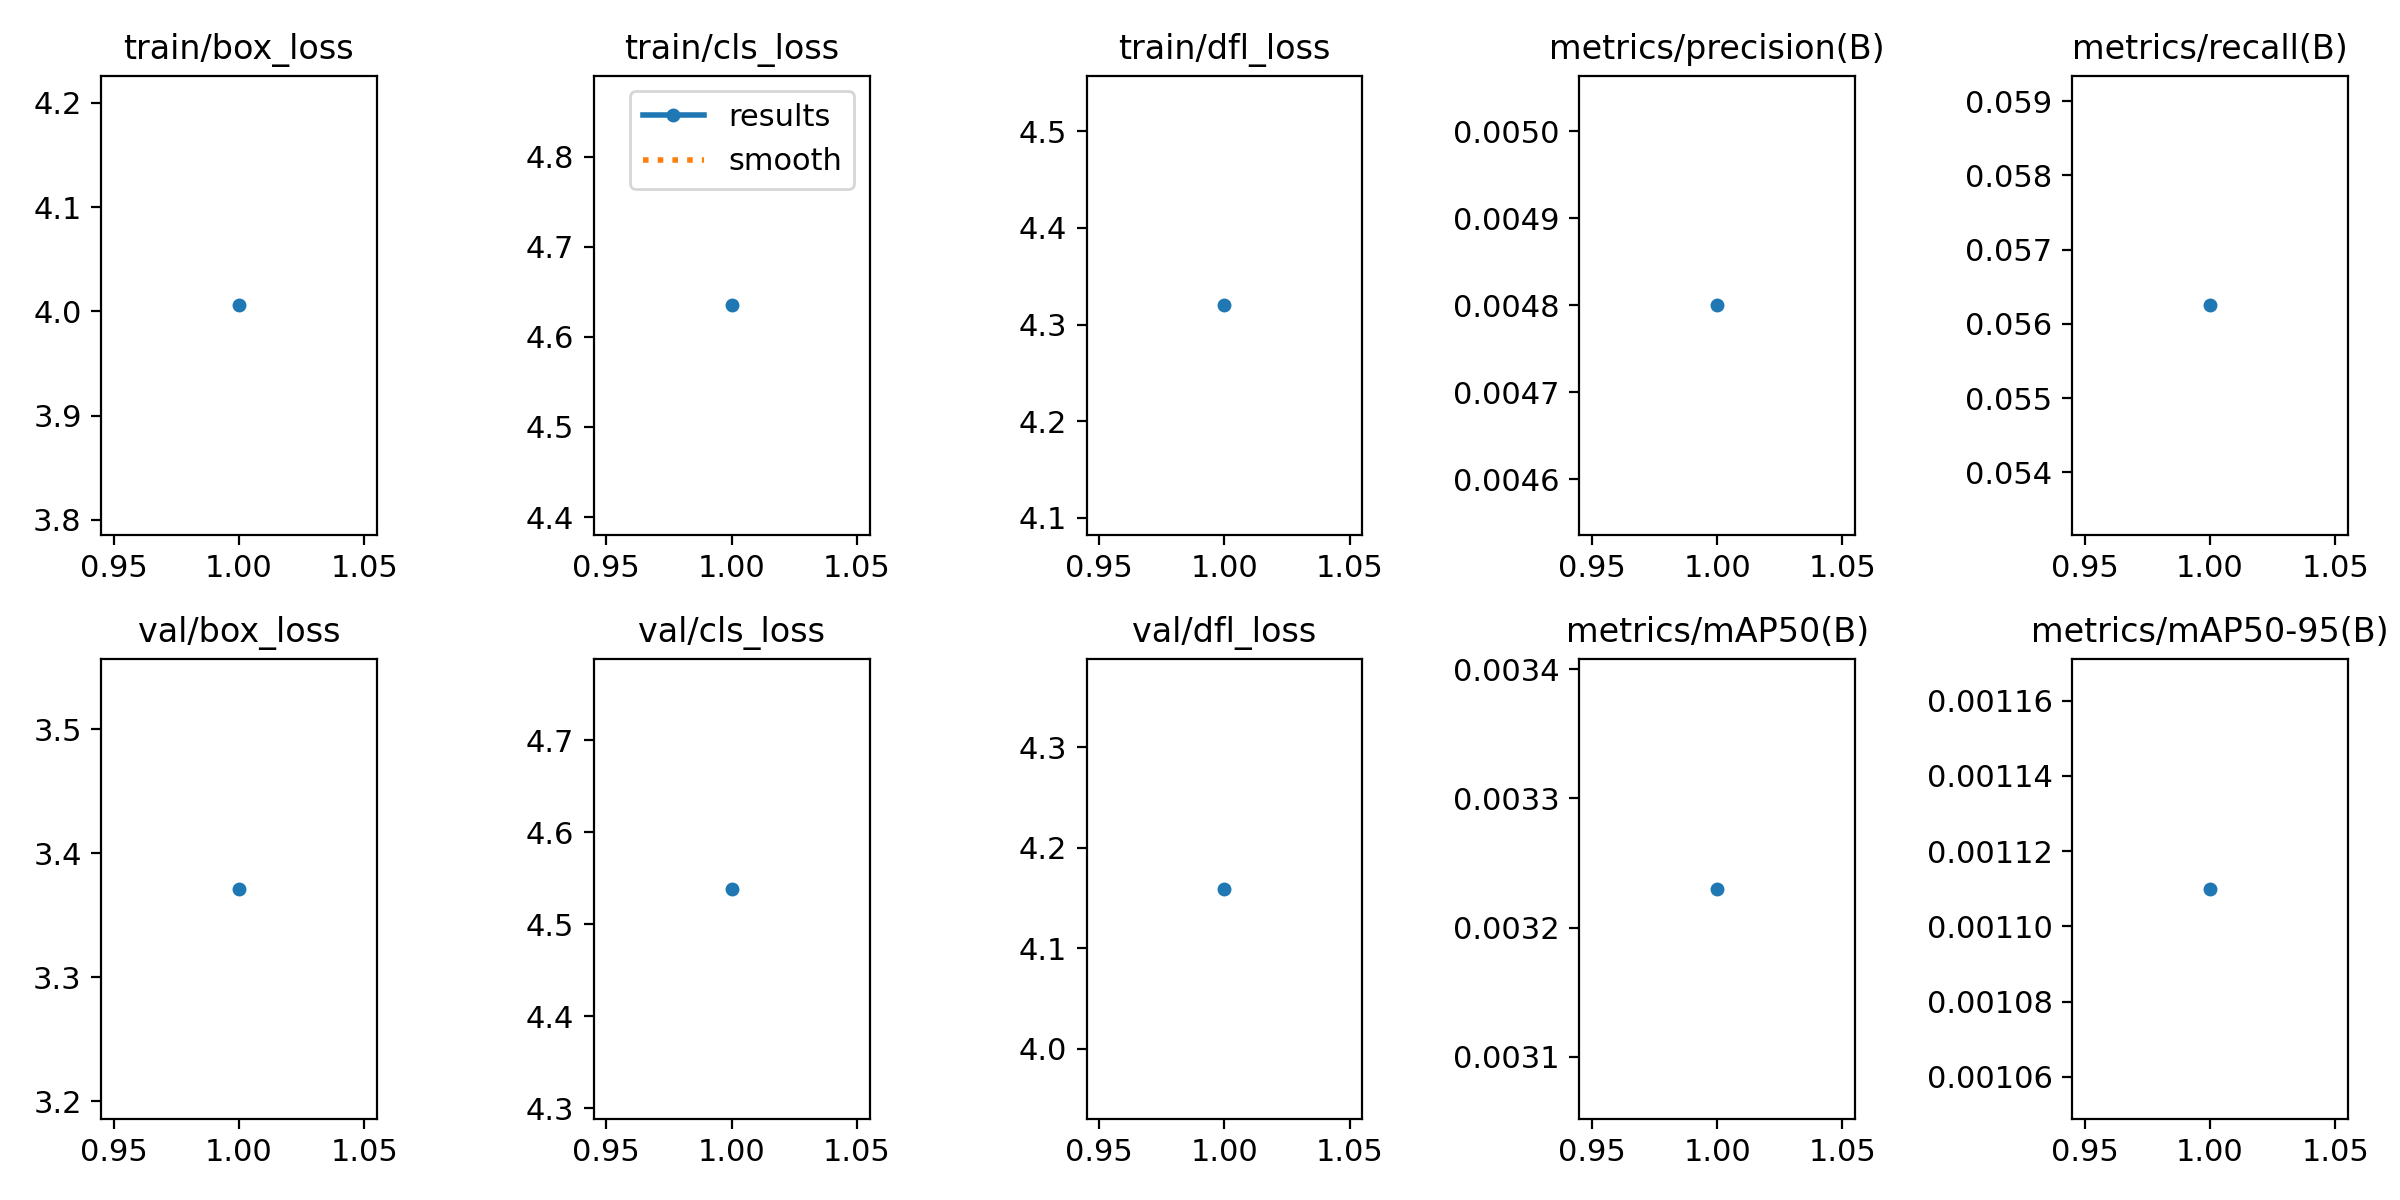 train/box_loss
4.2
4.1
4.0
3.9
3.8
0.95 1.00 1.05
train/cls_loss
results
smooth
4.8
4.7
4.6
4.5
4.4
0.95 1.00 1.05
train/dfl_loss
4.5
4.4
4.3
4.2
4.1
0.95 1.00 1.05
metrics/precision(B)
0.0050
0.0049
0.0048
0.0047
0.0046
0.95 1.00 1.05
metrics/recall(B)
0.059
0.058
0.057
0.056
0.055
0.054
0.95 1.00 1.05
val/box_loss
3.5
3.4
3.3
3.2
0.95 1.00 1.05
val/cls_loss
4.7
4.6
4.5
4.4
4.3
0.95 1.00 1.05
val/dfl_loss
4.3
4.2
4.1
4.0
0.95 1.00 1.05
metrics/mAP50(B)
0.0034
0.0033
0.0032
0.0031
0.95 1.00 1.05
metrics/mAP50-95(B)
0.00116
0.00114
0.00112
0.00110
0.00108
0.00106
0.95 1.00 1.05